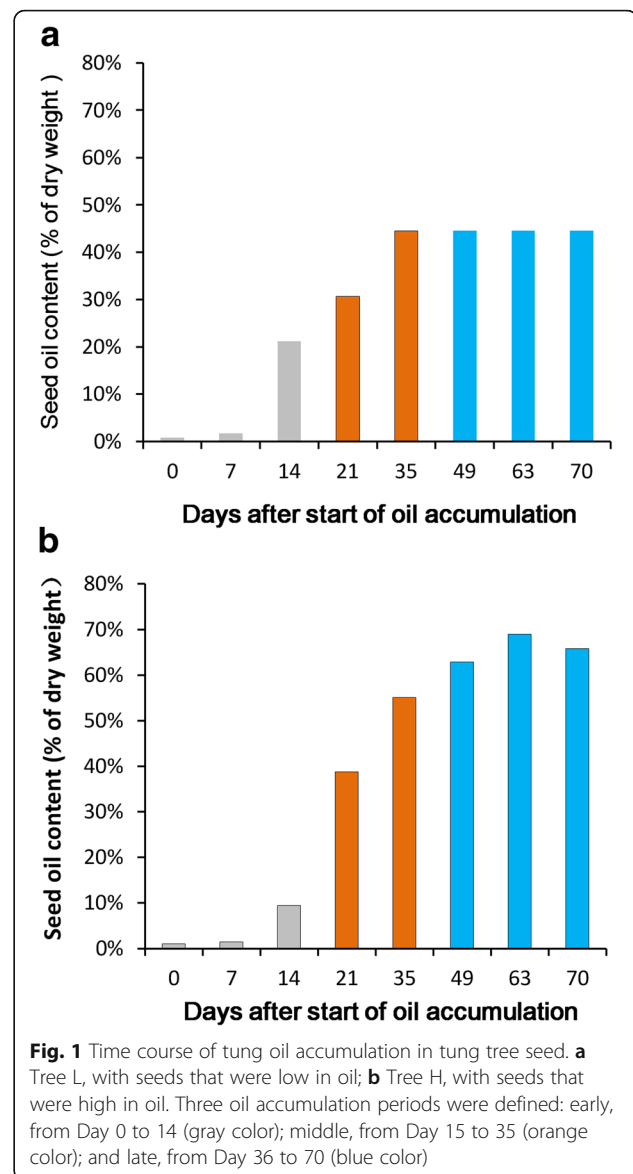 a
80%
70%
60%
50%
40%
30%
20%
10%
0%
Seed oil content (% of dry weight )
0 7 14 21 35 49 63 70
Days after start of oil accumulation
b
80%
70%
60%
50%
40%
30%
20%
10%
0%
Seed oil content (% of dry weight )
0 7 14 21 35 49 63 70
Days after start of oil accumulation
Fig. 1 Time course of tung oil accumulation in tung tree seed. a
Tree L, with seeds that were low in oil; b Tree H, with seeds that
were high in oil. Three oil accumulation periods were defined: early,
from Day 0 to 14 (gray color); middle, from Day 15 to 35 (orange
color); and late, from Day 36 to 70 (blue color)